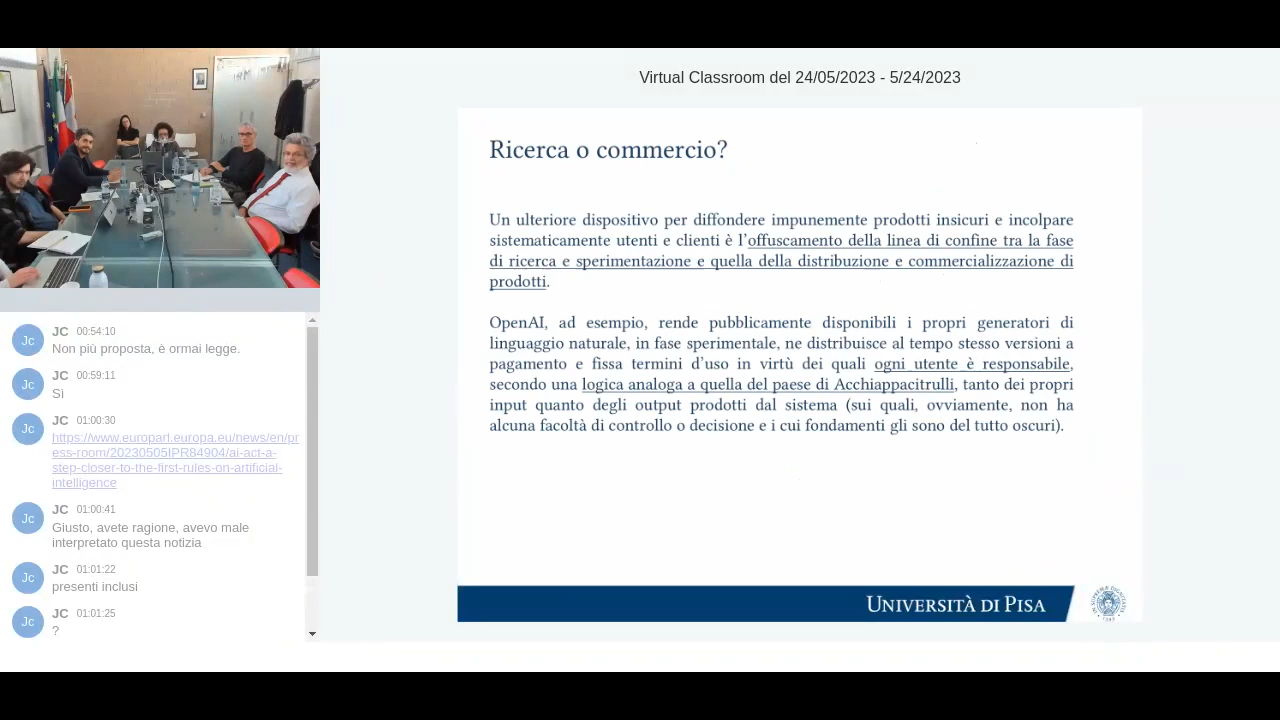 Virtual Classroom del 24/05/2023 - 5/24/2023
Ricerca o commercio?
Un ulteriore dispositivo per diffondere impunemente prodotti insicuri e incolpare
sistematicamente utenti e clienti è l'offuscamento della linea di confine tra la fase
di ricerca e sperimentazione e quella della distribuzione e commercializzazione di
prodotti.
OpenAI, ad esempio, rende pubblicamente disponibili i propri generatori di
linguaggio naturale, in fase sperimentale, ne distribuisce al tempo stesso versioni a
pagamento e fissa termini d'uso in virtù dei quali ogni utente è responsabile,
secondo una logica analoga a quella del paese di Acchiappacitrulli, tanto dei propri
input quanto degli output prodotti dal sistema (sui quali, ovviamente, non ha
alcuna facoltà di controllo o decisione e i cui fondamenti gli sono del tutto oscuri).
UNIVERSITÀ DI PISA
Jc JC 00:54:10
Non più proposta, è ormai legge.
Jc JC 00:59:11
Sì
Jc JC 01:00:30
https://www.europarl.europa.eu/news/en/pr
ess-room/20230505IPR84904/ai-act-a-
step-closer-to-the-first-rules-on-artificial-
intelligence
Jc JC 01:00:41
Giusto, avete ragione, avevo male
interpretato questa notizia
Jc JC 01:01:22
presenti inclusi
Jc JC 01:01:25
?